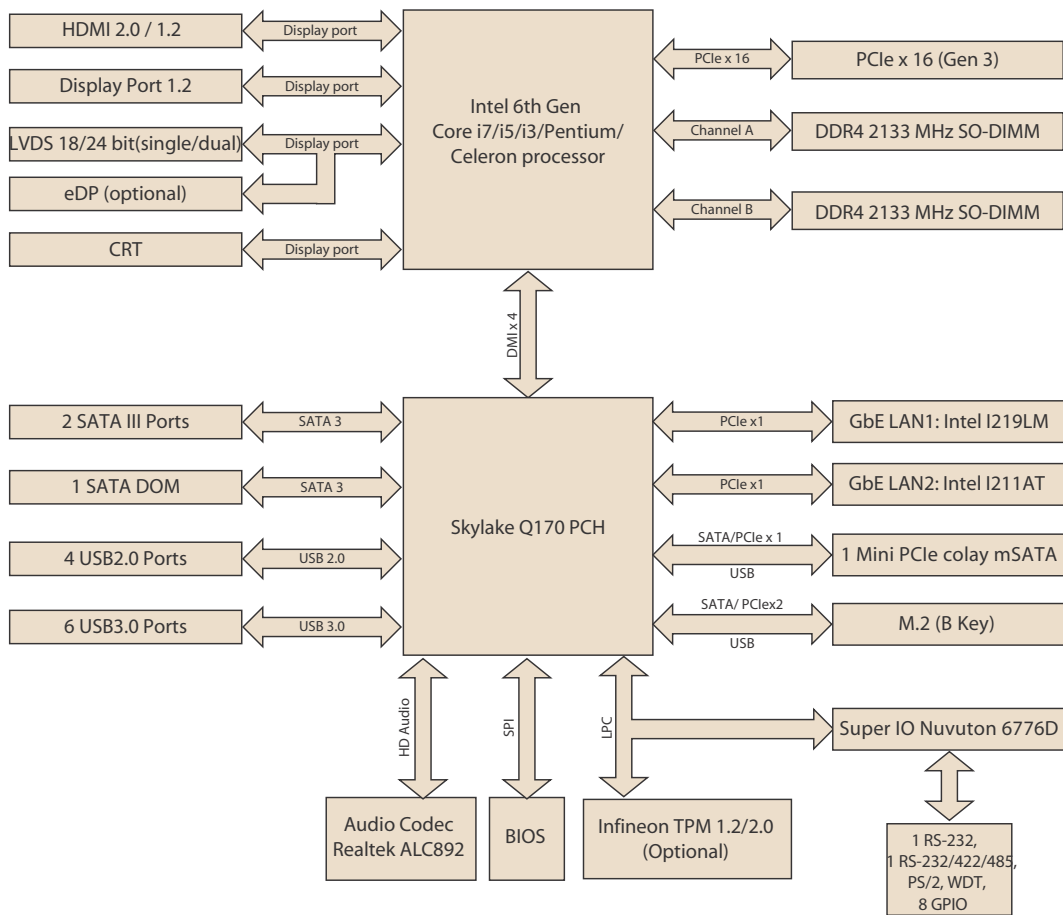 HDMI 2.0 / 1.2
Display port
Display Port 1.2
Display port
LVDS 18/24 bit(single/dual)
Display port
eDP (optional)
CRT
Display port
Intel 6th Gen
Core i7/i5/i3/Pentium/
Celeron processor
PCIe x 16
PCIe x 16 (Gen 3)
Channel A
DDR4 2133 MHz SO-DIMM
Channel B
DDR4 2133 MHz SO-DIMM
DMI x 4
2 SATA III Ports
SATA 3
1 SATA DOM
SATA 3
4 USB2.0 Ports
USB 2.0
6 USB3.0 Ports
USB 3.0
Skylake Q170 PCH
PCIe x1
GbE LAN1: Intel I219LM
PCIe x1
GbE LAN2: Intel I211AT
SATA/PCIe x 1
USB
1 Mini PCIe colay mSATA
SATA/ PCIex2
USB
M.2 (B Key)
HD Audio
SPI
LPC
Super IO Nuvuton 6776D
Audio Codec
Realtek ALC892
BIOS
Infineon TPM 1.2/2.0
(Optional)
1 RS-232,
1 RS-232/422/485,
PS/2, WDT,
8 GPIO